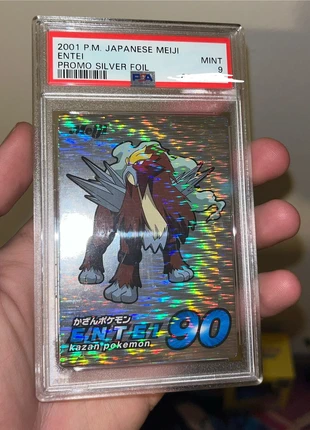 2001 P.M. JAPANESE MEIJI
ENTEI
MINT
PROMO SILVER FOIL
9
PSA
かざんポケモン
ENTEI 90
kazan pokemon